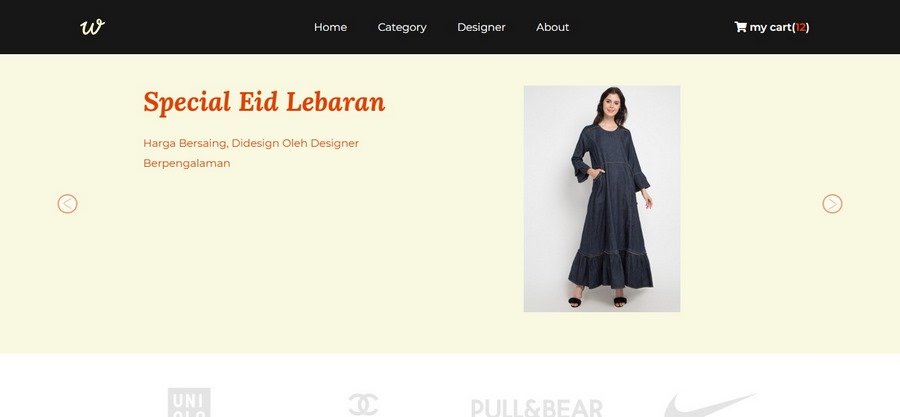 w
Home Category Designer About my cart(12)
Special Eid Lebaran
Harga Bersaing, Didesign Oleh Designer
Berpengalaman
UNI
QLO
PULL&BEAR